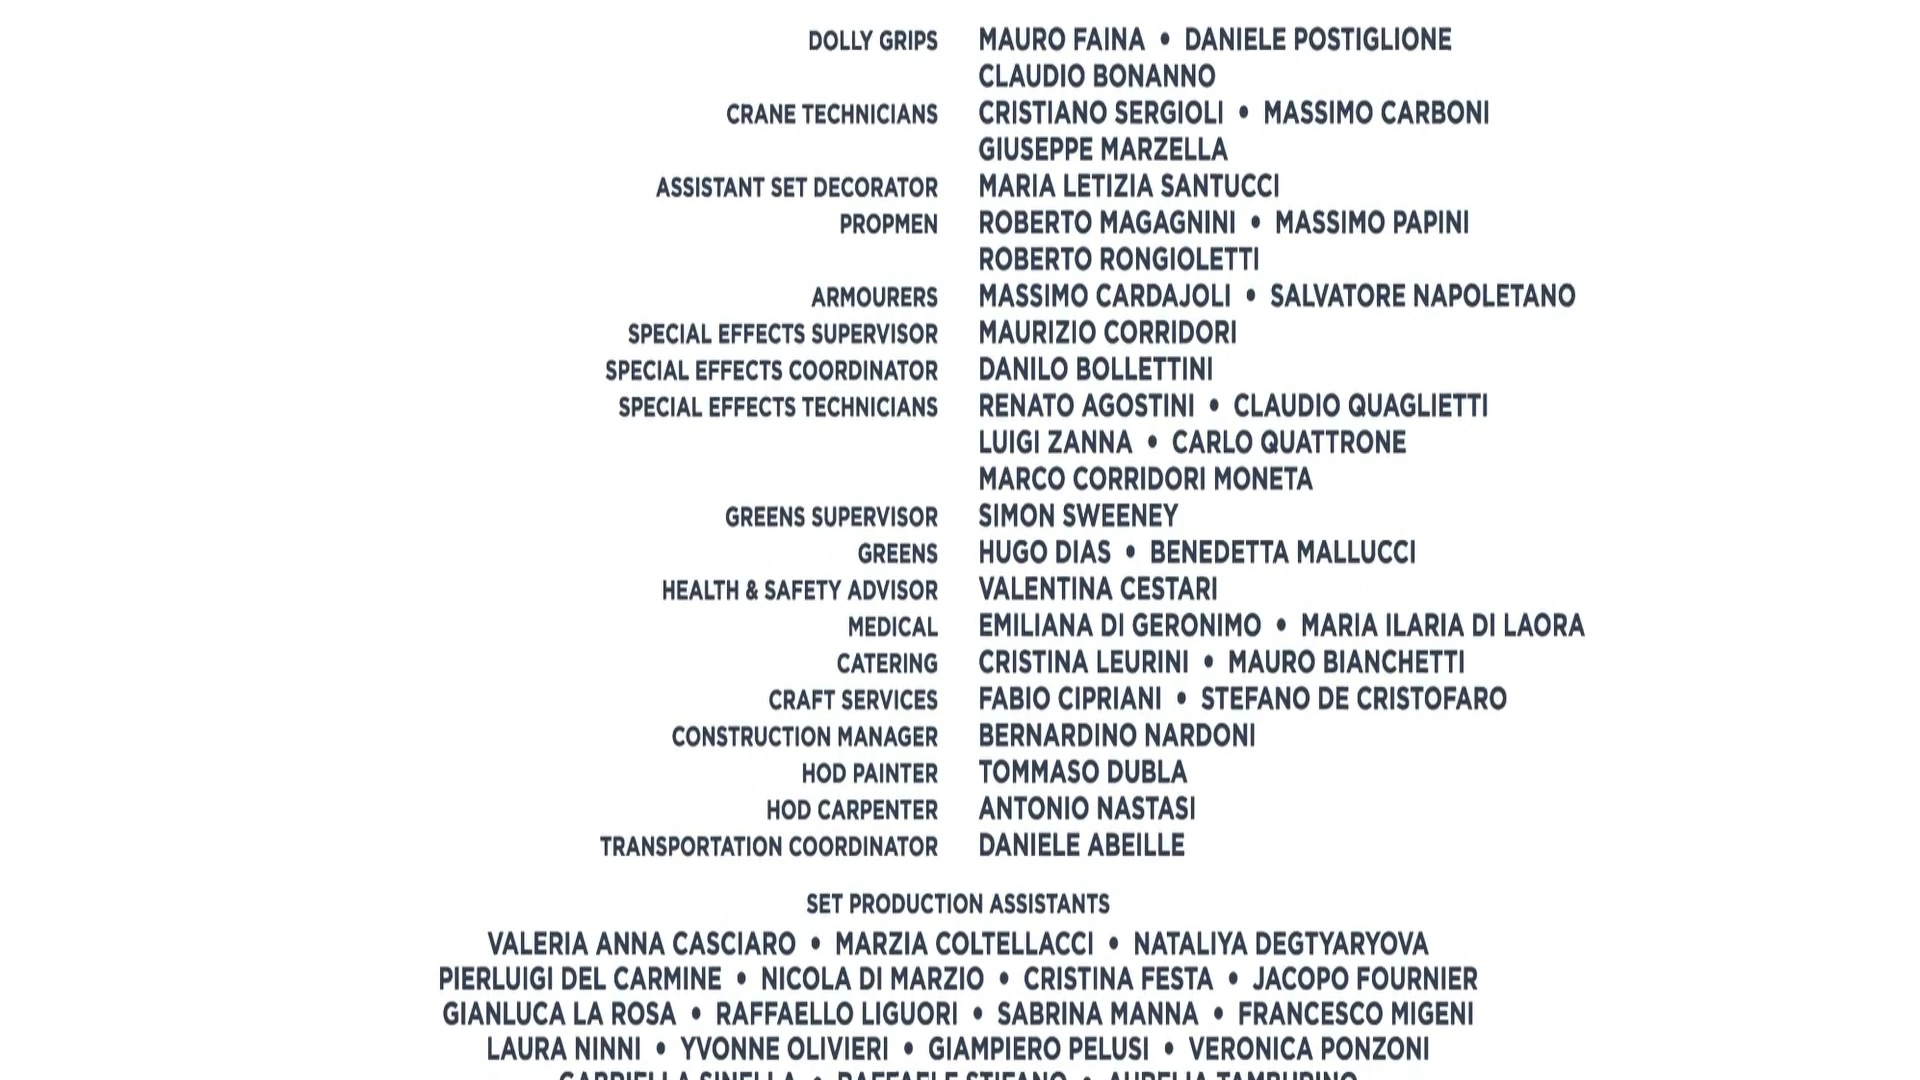 DOLLY GRIPS MAURO FAINA • DANIELE POSTIGLIONE
CLAUDIO BONANNO
CRANE TECHNICIANS CRISTIANO SERGIOLI • MASSIMO CARBONI
GIUSEPPE MARZELLA
ASSISTANT SET DECORATOR MARIA LETIZIA SANTUCCI
PROPMEN ROBERTO MAGAGNINI • MASSIMO PAPINI
ROBERTO RONGIOLETTI
ARMOURERS MASSIMO CARDAJOLI • SALVATORE NAPOLETANO
SPECIAL EFFECTS SUPERVISOR MAURIZIO CORRIDORI
SPECIAL EFFECTS COORDINATOR DANILO BOLLETTINI
SPECIAL EFFECTS TECHNICIANS RENATO AGOSTINI • CLAUDIO QUAGLIETTI
LUIGI ZANNA • CARLO QUATTRONE
MARCO CORRIDORI MONETA
GREENS SUPERVISOR SIMON SWEENEY
GREENS HUGO DIAS • BENEDETTA MALLUCCI
HEALTH & SAFETY ADVISOR VALENTINA CESTARI
MEDICAL EMILIANA DI GERONIMO • MARIA ILARIA DI LAORA
CATERING CRISTINA LEURINI • MAURO BIANCHETTI
CRAFT SERVICES FABIO CIPRIANI • STEFANO DE CRISTOFARO
CONSTRUCTION MANAGER BERNARDINO NARDONI
HOD PAINTER TOMMASO DUBLA
HOD CARPENTER ANTONIO NASTASI
TRANSPORTATION COORDINATOR DANIELE ABEILLE
SET PRODUCTION ASSISTANTS
VALERIA ANNA CASCIARO • MARZIA COLTELLACCI • NATALIYA DEGTYARYOVA
PIERLUIGI DEL CARMINE • NICOLA DI MARZIO • CRISTINA FESTA • JACOPO FOURNIER
GIANLUCA LA ROSA • RAFFAELLO LIGUORI • SABRINA MANNA • FRANCESCO MIGENI
LAURA NINNI • YVONNE OLIVIERI • GIAMPIERO PELUSI • VERONICA PONZONI
GABRIELLA SINELLA • RAFFAELE STEFANO • AURELIA TAMBURINO